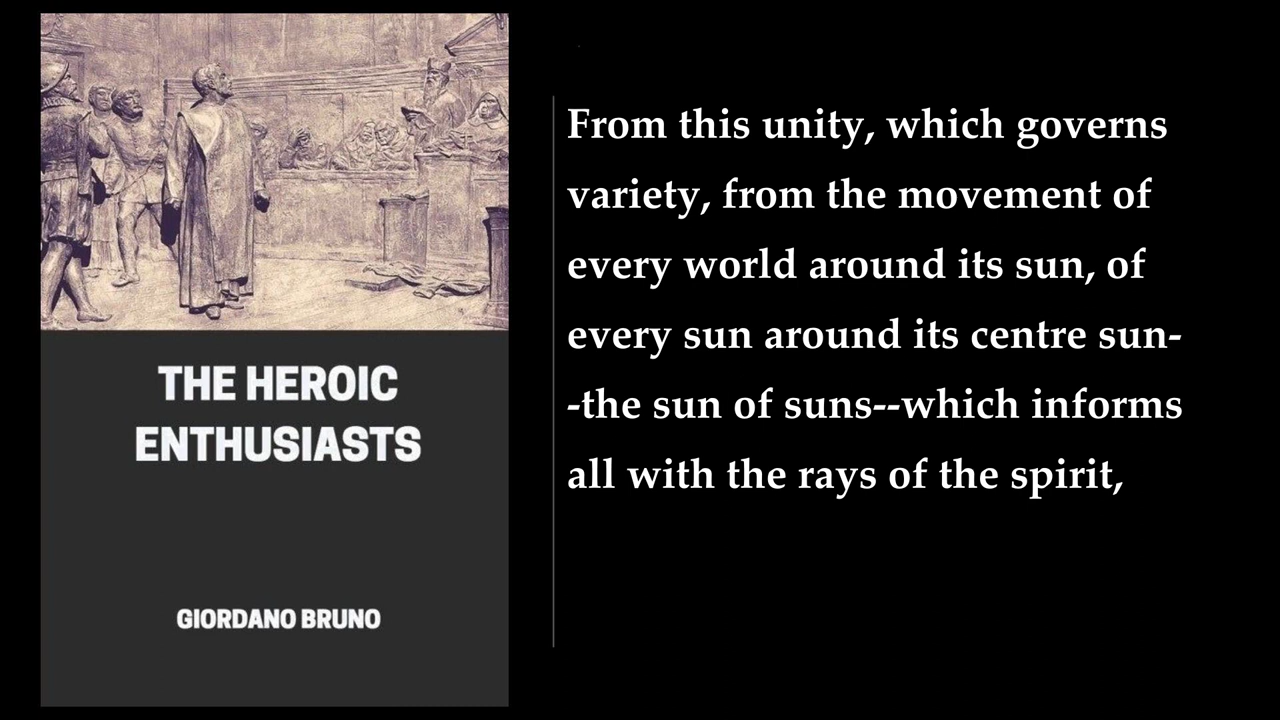 THE HEROIC
ENTHUSIASTS
GIORDANO BRUNO
From this unity, which governs
variety, from the movement of
every world around its sun, of
every sun around its centre sun-
-the sun of suns--which informs
all with the rays of the spirit,